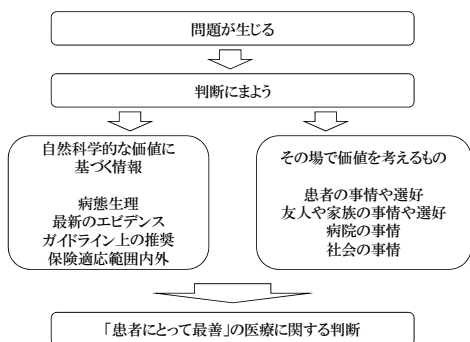 問題が生じる
判断にまよう
自然科学的な価値に
基づく情報
病態生理
最新のエビデンス
ガイドライン上の推奨
保険適応範囲内外
その場で価値を考えるもの
患者の事情や選好
友人や家族の事情や選好
病院の事情
社会の事情
「患者にとって最善」の医療に関する判断